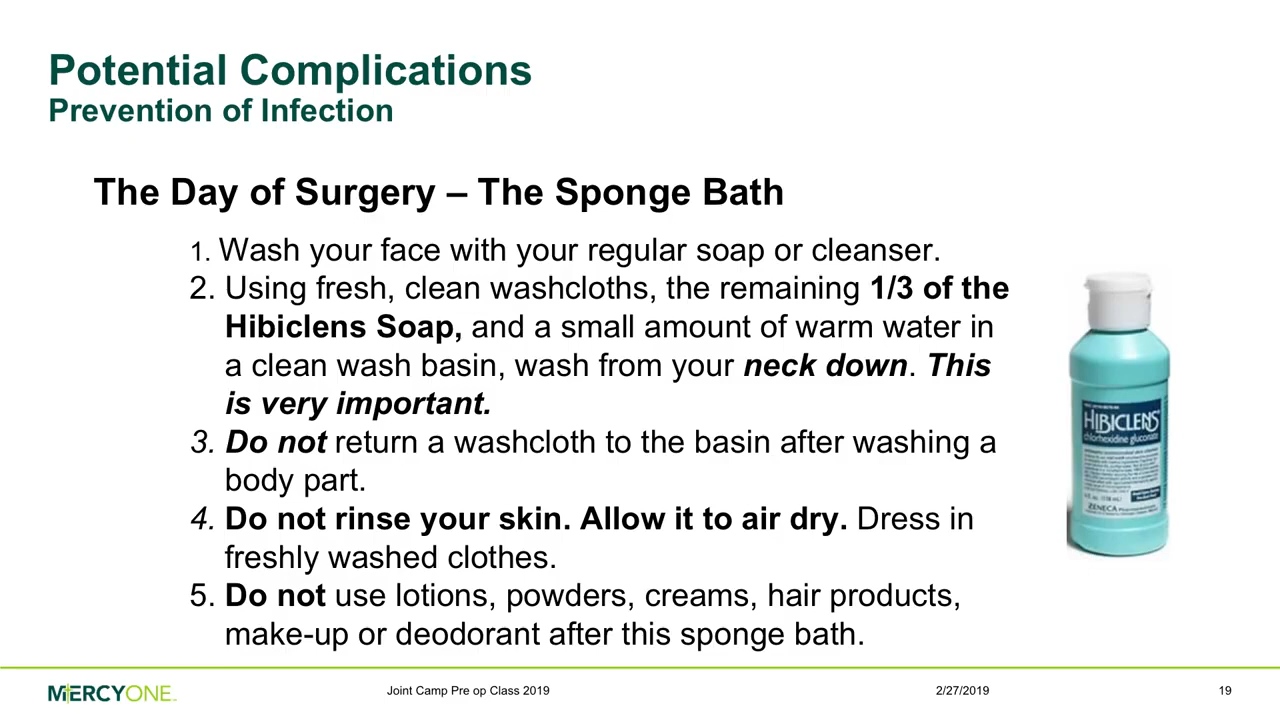 Potential Complications
Prevention of Infection
The Day of Surgery – The Sponge Bath
1. Wash your face with your regular soap or cleanser.
2. Using fresh, clean washcloths, the remaining 1/3 of the
Hibiclens Soap, and a small amount of warm water in
a clean wash basin, wash from your neck down. This
is very important.
3. Do not return a washcloth to the basin after washing a
body part.
4. Do not rinse your skin. Allow it to air dry. Dress in
freshly washed clothes.
5. Do not use lotions, powders, creams, hair products,
make-up or deodorant after this sponge bath.
HIBICLENS
chlorhexidine gluconate
ZENECA
MERCYONE
Joint Camp Pre op Class 2019
2/27/2019
19